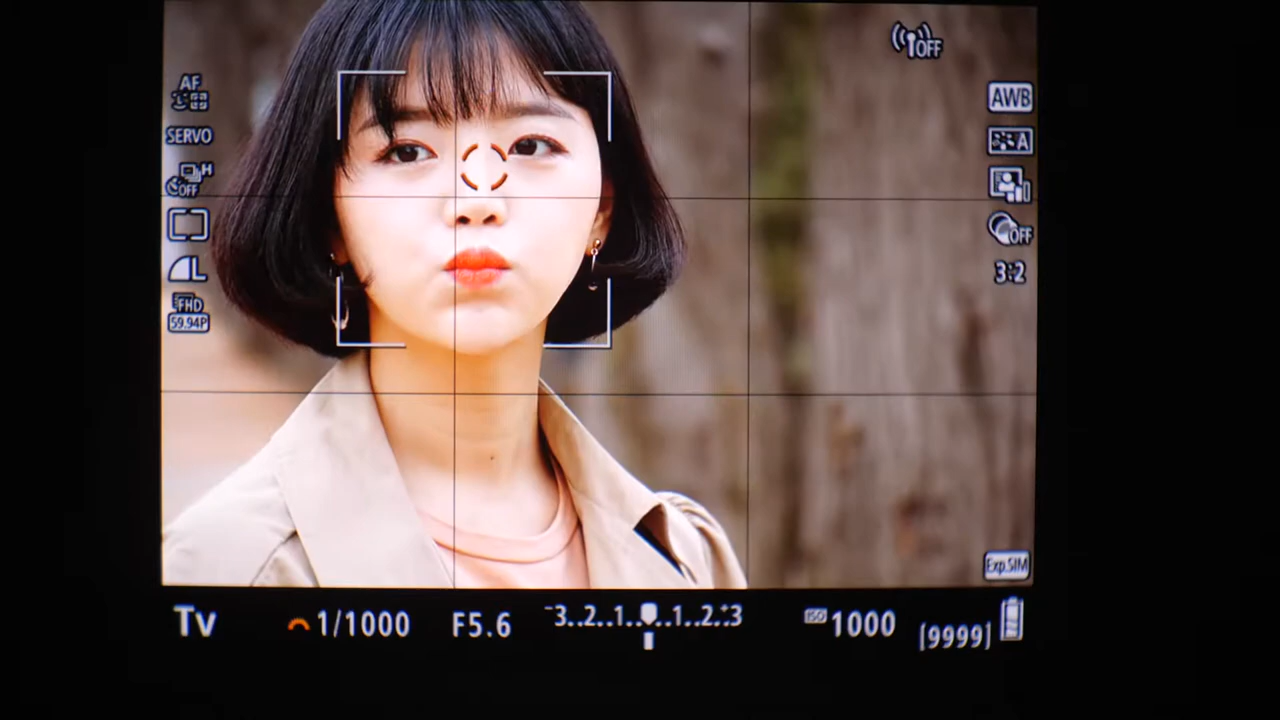 OFF
AF
AWB
SERVO
A
H
OFF
OFF
L
3:2
FHD
59.94P
Exp.SIM
Tv 1/1000 F5.6 -3..2..1....1..2..+3 ISO 1000 [9999]